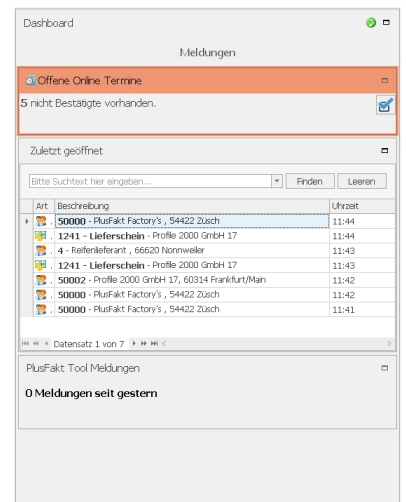 Dashboard
Meldungen
Offene Online Termine
5 nicht Bestätigte vorhanden.
Zuletzt geöffnet
Bitte Suchtext hier eingeben... Finden Leeren
Art Beschreibung Uhrzeit
50000 - PlusFakt Factory's , 54422 Züsch 11:44
1241 - Lieferschein - Profile 2000 GmbH 17 11:44
4 - Reifenlieferant , 66620 Nonnweiler 11:43
1241 - Lieferschein - Profile 2000 GmbH 17 11:43
50002 - Profile 2000 GmbH 17, 60314 Frankfurt/Main 11:42
50000 - PlusFakt Factory's , 54422 Züsch 11:42
50000 - PlusFakt Factory's , 54422 Züsch 11:41
Datensatz 1 von 7
PlusFakt Tool Meldungen
0 Meldungen seit gestern